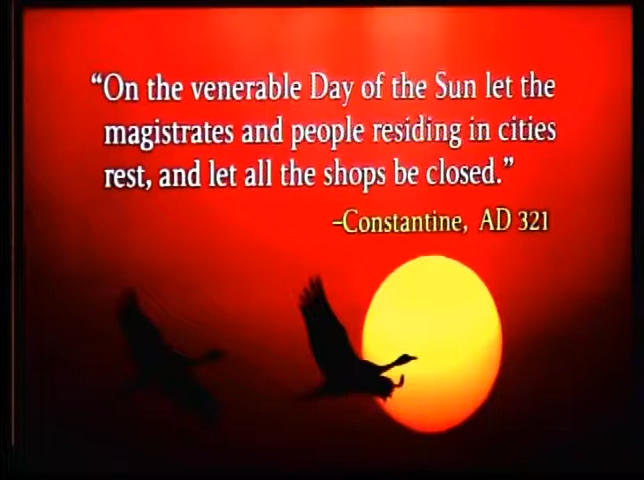 “On the venerable Day of the Sun let the
magistrates and people residing in cities
rest, and let all the shops be closed.”
–Constantine, AD 321